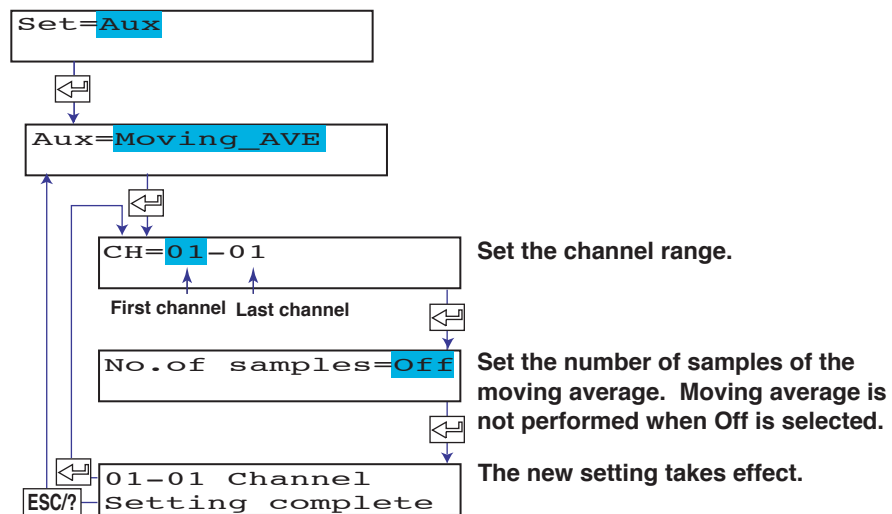 Set=Aux
Aux=Moving_AVE
CH=01-01
Set the channel range.
First channel Last channel
No.of samples=Off
Set the number of samples of the
moving average. Moving average is
not performed when Off is selected.
01-01 Channel
Setting complete
The new setting takes effect.
ESC/?